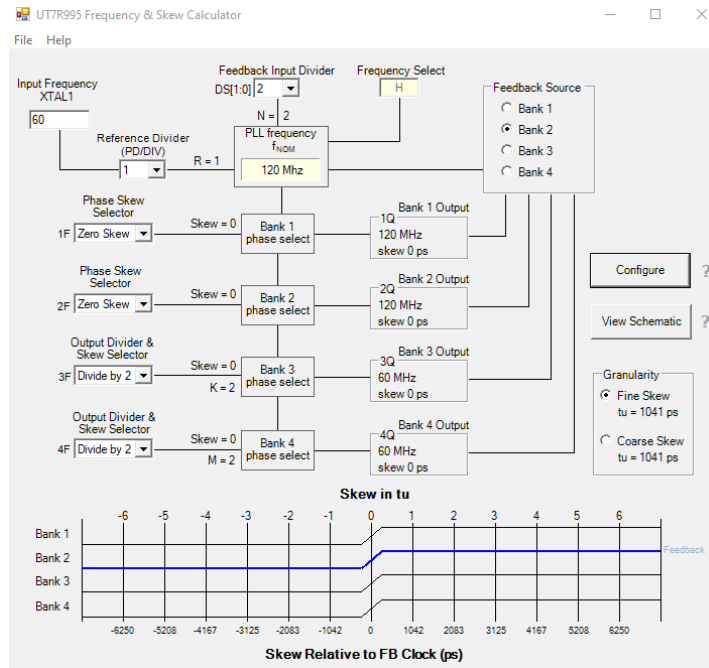 UT7R995 Frequency & Skew Calculator
File Help
Input Frequency
XTAL1
60
Feedback Input Divider
DS[1:0] 2
N = 2
Frequency Select
H
Reference Divider
(PD/DIV)
1
R = 1
PLL frequency
fNOM
120 Mhz
Feedback Source
Bank 1
Bank 2
Bank 3
Bank 4
Phase Skew
Selector
1F Zero Skew
Skew = 0
Bank 1
phase select
Bank 1 Output
1Q
120 MHz
skew 0 ps
Phase Skew
Selector
2F Zero Skew
Skew = 0
Bank 2
phase select
Bank 2 Output
2Q
120 MHz
skew 0 ps
Output Divider &
Skew Selector
3F Divide by 2
Skew = 0
K = 2
Bank 3
phase select
Bank 3 Output
3Q
60 MHz
skew 0 ps
Output Divider &
Skew Selector
4F Divide by 2
Skew = 0
M = 2
Bank 4
phase select
Bank 4 Output
4Q
60 MHz
skew 0 ps
Configure ?
View Schematic ?
Granularity
Fine Skew
tu = 1041 ps
Coarse Skew
tu = 1041 ps
Skew in tu
-6 -5 -4 -3 -2 -1 0 1 2 3 4 5 6
Bank 1
Bank 2
Feedback
Bank 3
Bank 4
-6250 -5208 -4167 -3125 -2083 -1042 0 1042 2083 3125 4167 5208 6250
Skew Relative to FB Clock (ps)